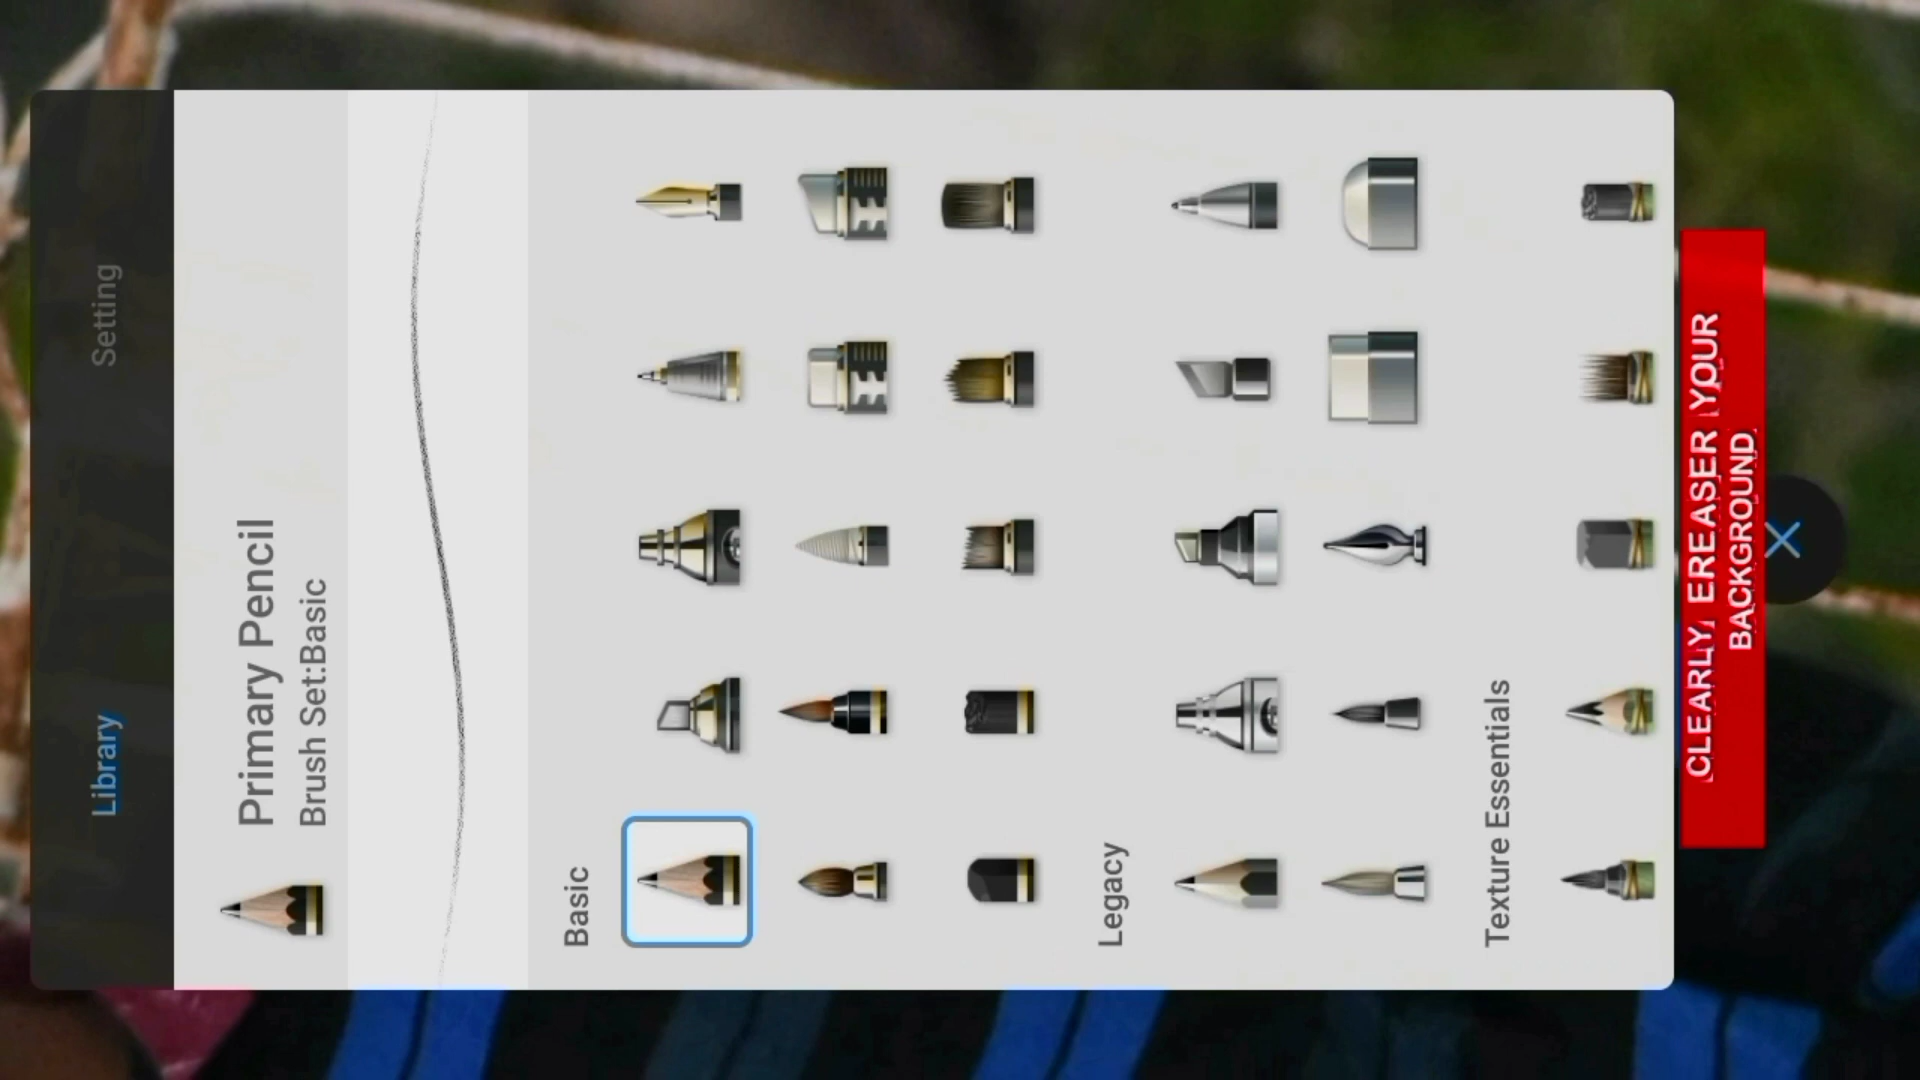 Library
Setting
Primary Pencil
Brush Set:Basic
Basic
Legacy
Texture Essentials
CLEARLY EREASER YOUR
BACKGROUND